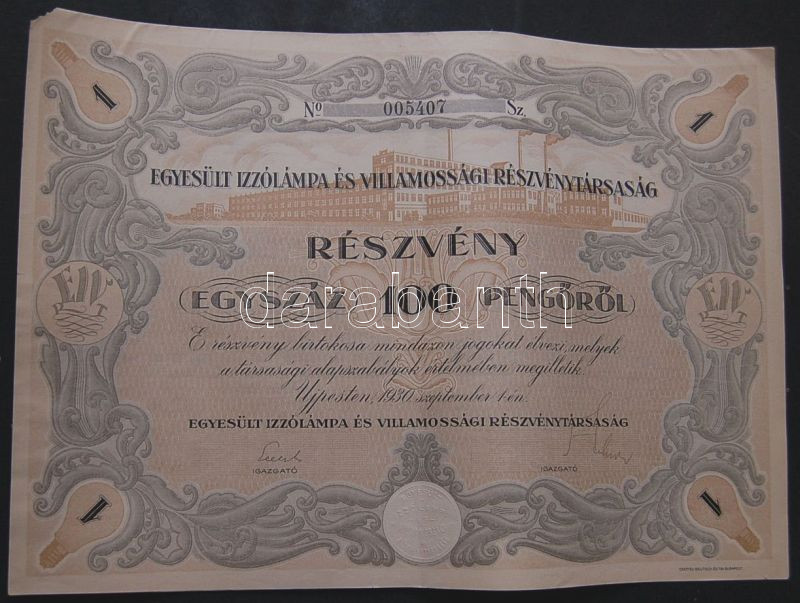 1 1
Nº 005407 Sz.
EGYESÜLT IZZÓLÁMPA ÉS VILLAMOSSÁGI RÉSZVÉNYTÁRSASÁG
RÉSZVÉNY
EGYSZÁZ 100 PENGŐRŐL
darabanth
E részvény birtokosa mindazon jogokat élvezi, melyek
a társasági alapszabályok értelmében megilletik.
Ujpesten, 1930 szeptember 1-én.
EGYESÜLT IZZÓLÁMPA ÉS VILLAMOSSÁGI RÉSZVÉNYTÁRSASÁG
IGAZGATÓ IGAZGATÓ
1 1